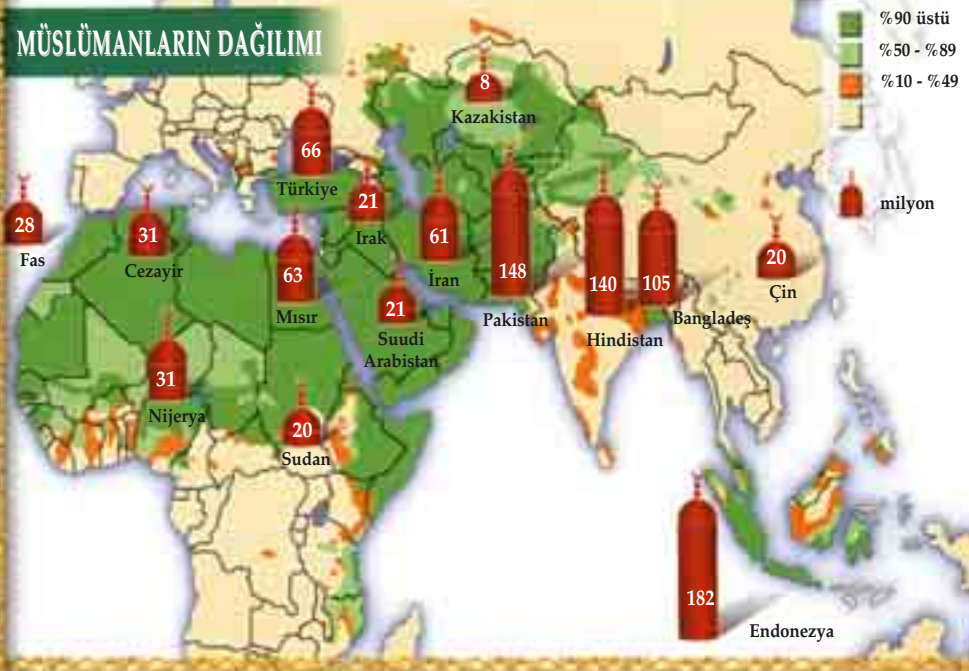 MÜSLÜMANLARIN DAĞILIMI
%90 üstü
%50 - %89
%10 - %49
milyon
8
Kazakistan
66
Türkiye
28
Fas
31
Cezayir
21
Irak
61
İran
63
Mısır
21
Suudi
Arabistan
148
Pakistan
140
Hindistan
105
Bangladeş
20
Çin
31
Nijerya
20
Sudan
182
Endonezya